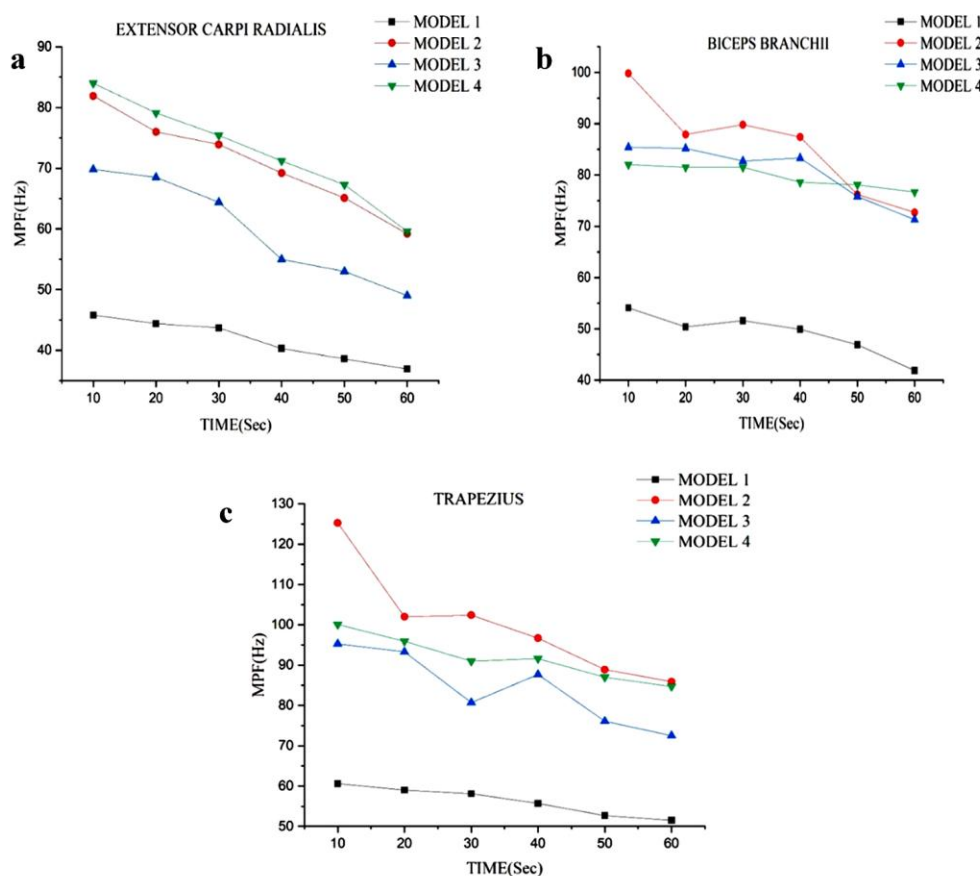 a
EXTENSOR CARPI RADIALIS
MODEL 1
MODEL 2
MODEL 3
MODEL 4
90
80
70
60
50
40
MPF(Hz)
10 20 30 40 50 60
TIME(Sec)
b
BICEPS BRANCHII
MODEL 1
MODEL 2
MODEL 3
MODEL 4
100
90
80
70
60
50
40
MPF(Hz)
10 20 30 40 50 60
TIME(Sec)
c
TRAPEZIUS
MODEL 1
MODEL 2
MODEL 3
MODEL 4
130
120
110
100
90
80
70
60
50
MPF(Hz)
10 20 30 40 50 60
TIME(Sec)